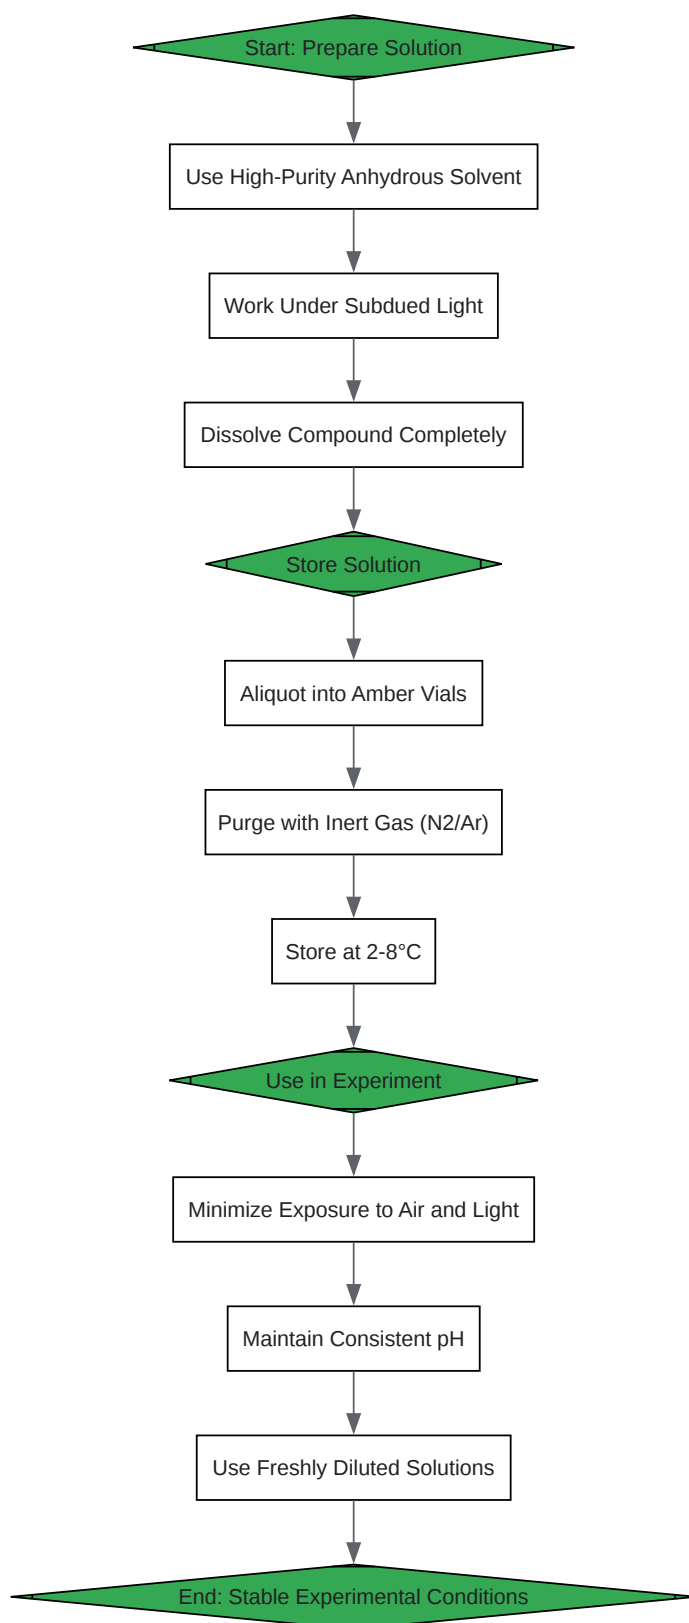 Start: Prepare Solution
Use High-Purity Anhydrous Solvent
Work Under Subdued Light
Dissolve Compound Completely
Store Solution
Aliquot into Amber Vials
Purge with Inert Gas (N2/Ar)
Store at 2-8°C
Use in Experiment
Minimize Exposure to Air and Light
Maintain Consistent pH
Use Freshly Diluted Solutions
End: Stable Experimental Conditions